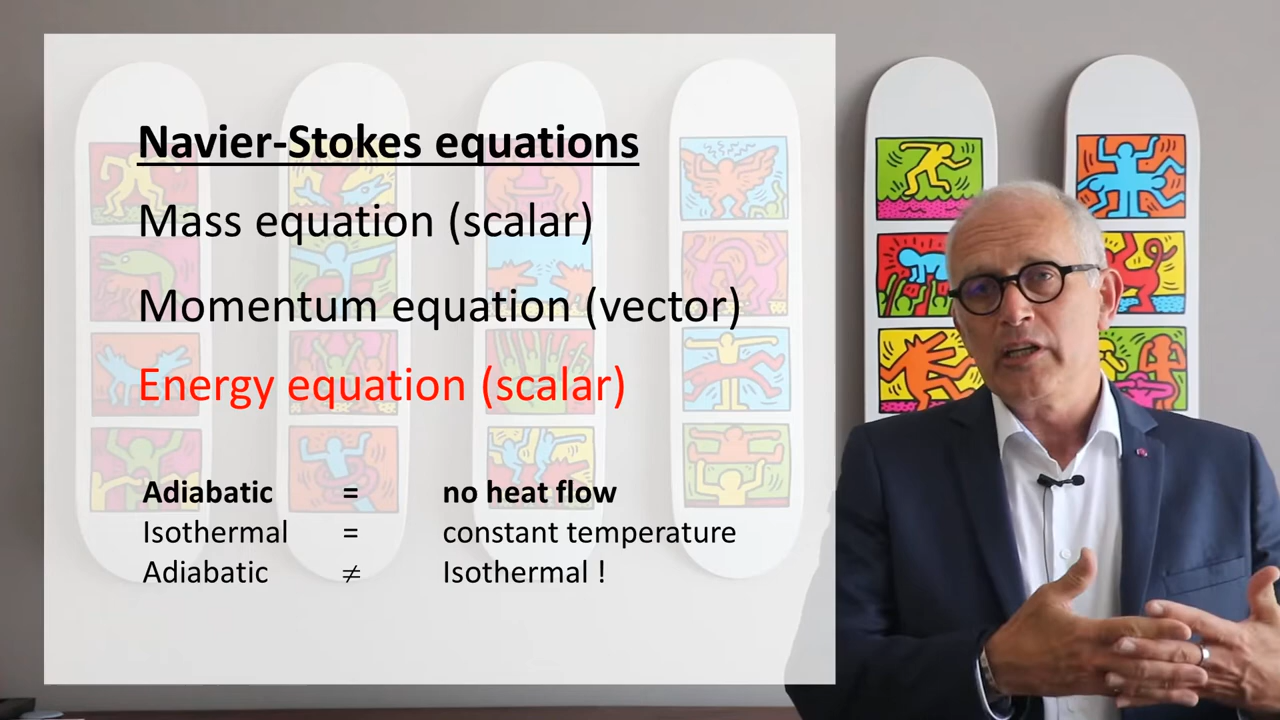 Navier-Stokes equations
Mass equation (scalar)
Momentum equation (vector)
Energy equation (scalar)
Adiabatic = no heat flow
Isothermal = constant temperature
Adiabatic ≠ Isothermal !